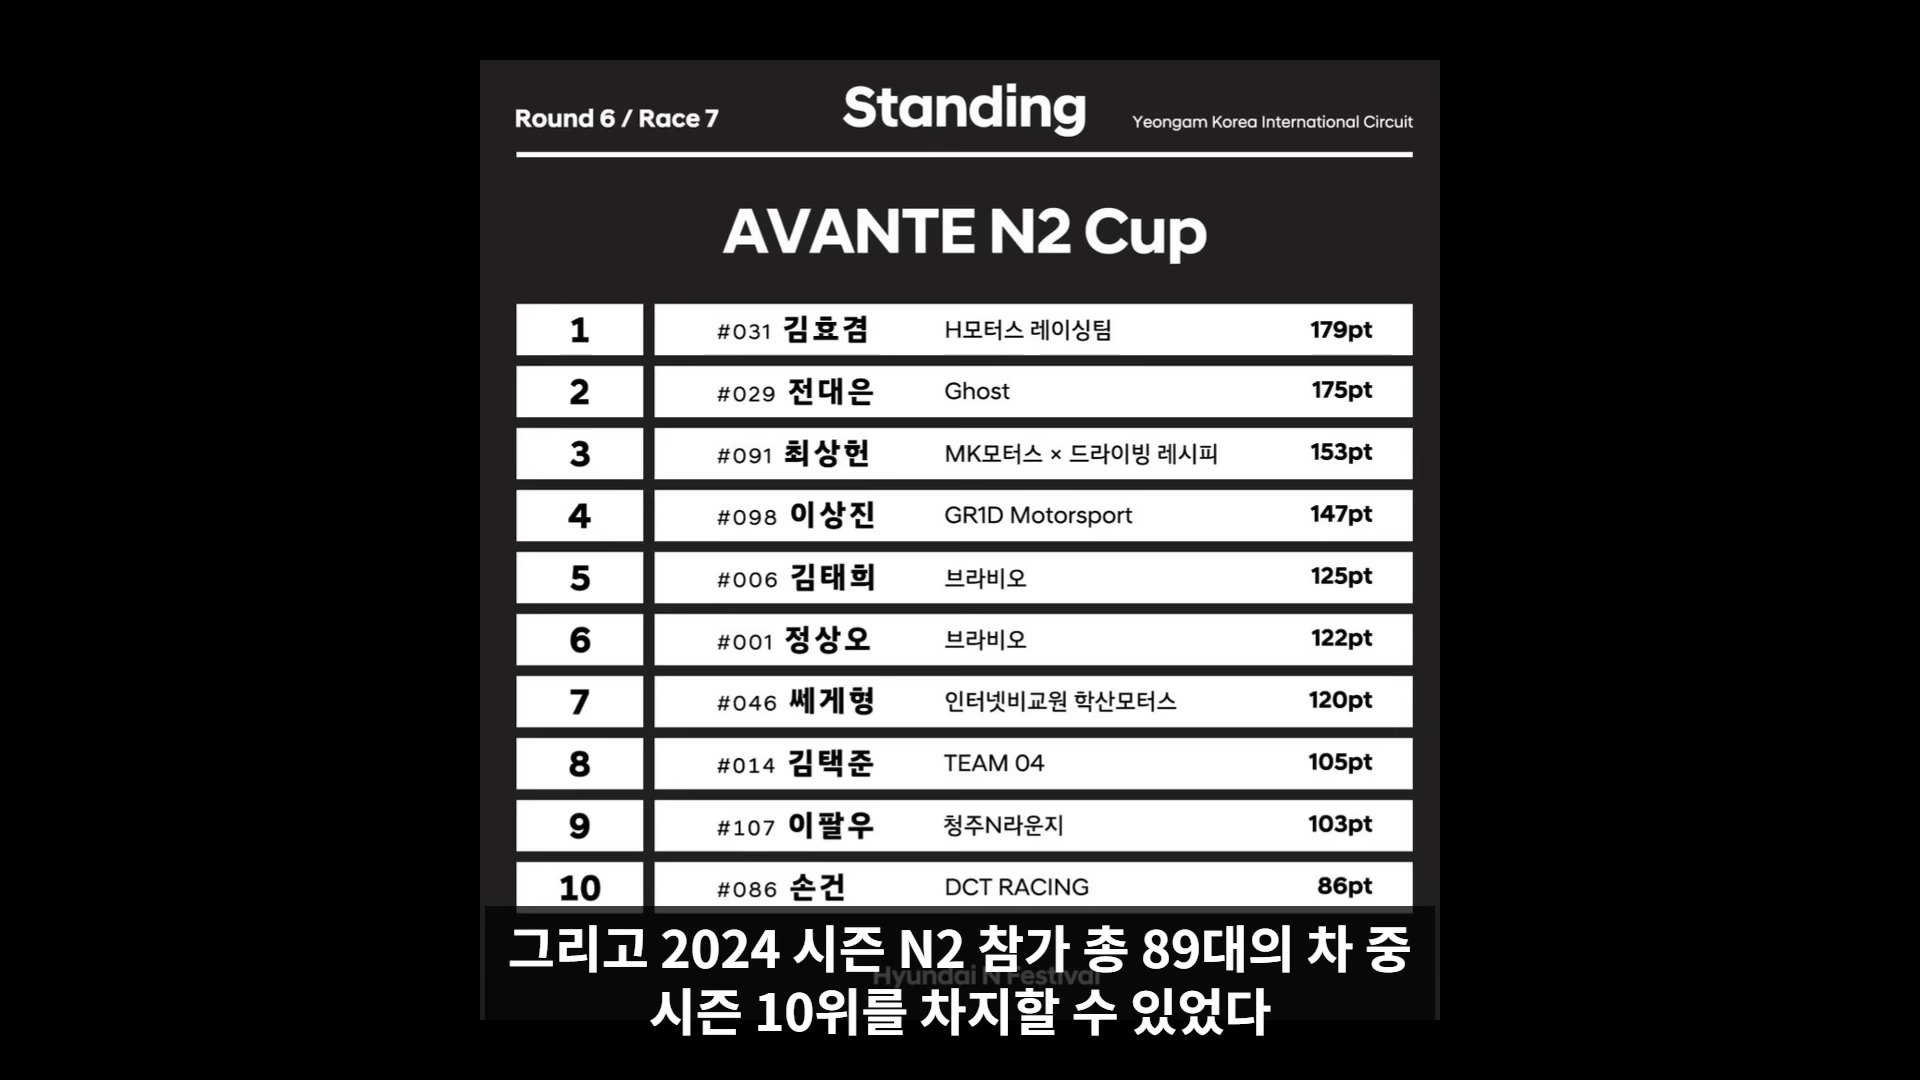 Round 6 / Race 7 Standing Yeongam Korea International Circuit
AVANTE N2 Cup
1 #031 김효겸 H모터스 레이싱팀 179pt
2 #029 전대은 Ghost 175pt
3 #091 최상헌 MK모터스 × 드라이빙 레시피 153pt
4 #098 이상진 GR1D Motorsport 147pt
5 #006 김태희 브라비오 125pt
6 #001 정상오 브라비오 122pt
7 #046 쎄게형 인터넷비교원 학산모터스 120pt
8 #014 김택준 TEAM 04 105pt
9 #107 이팔우 청주N라운지 103pt
10 #086 손건 DCT RACING 86pt
그리고 2024 시즌 N2 참가 총 89대의 차 중
Hyundai N Festival
시즌 10위를 차지할 수 있었다